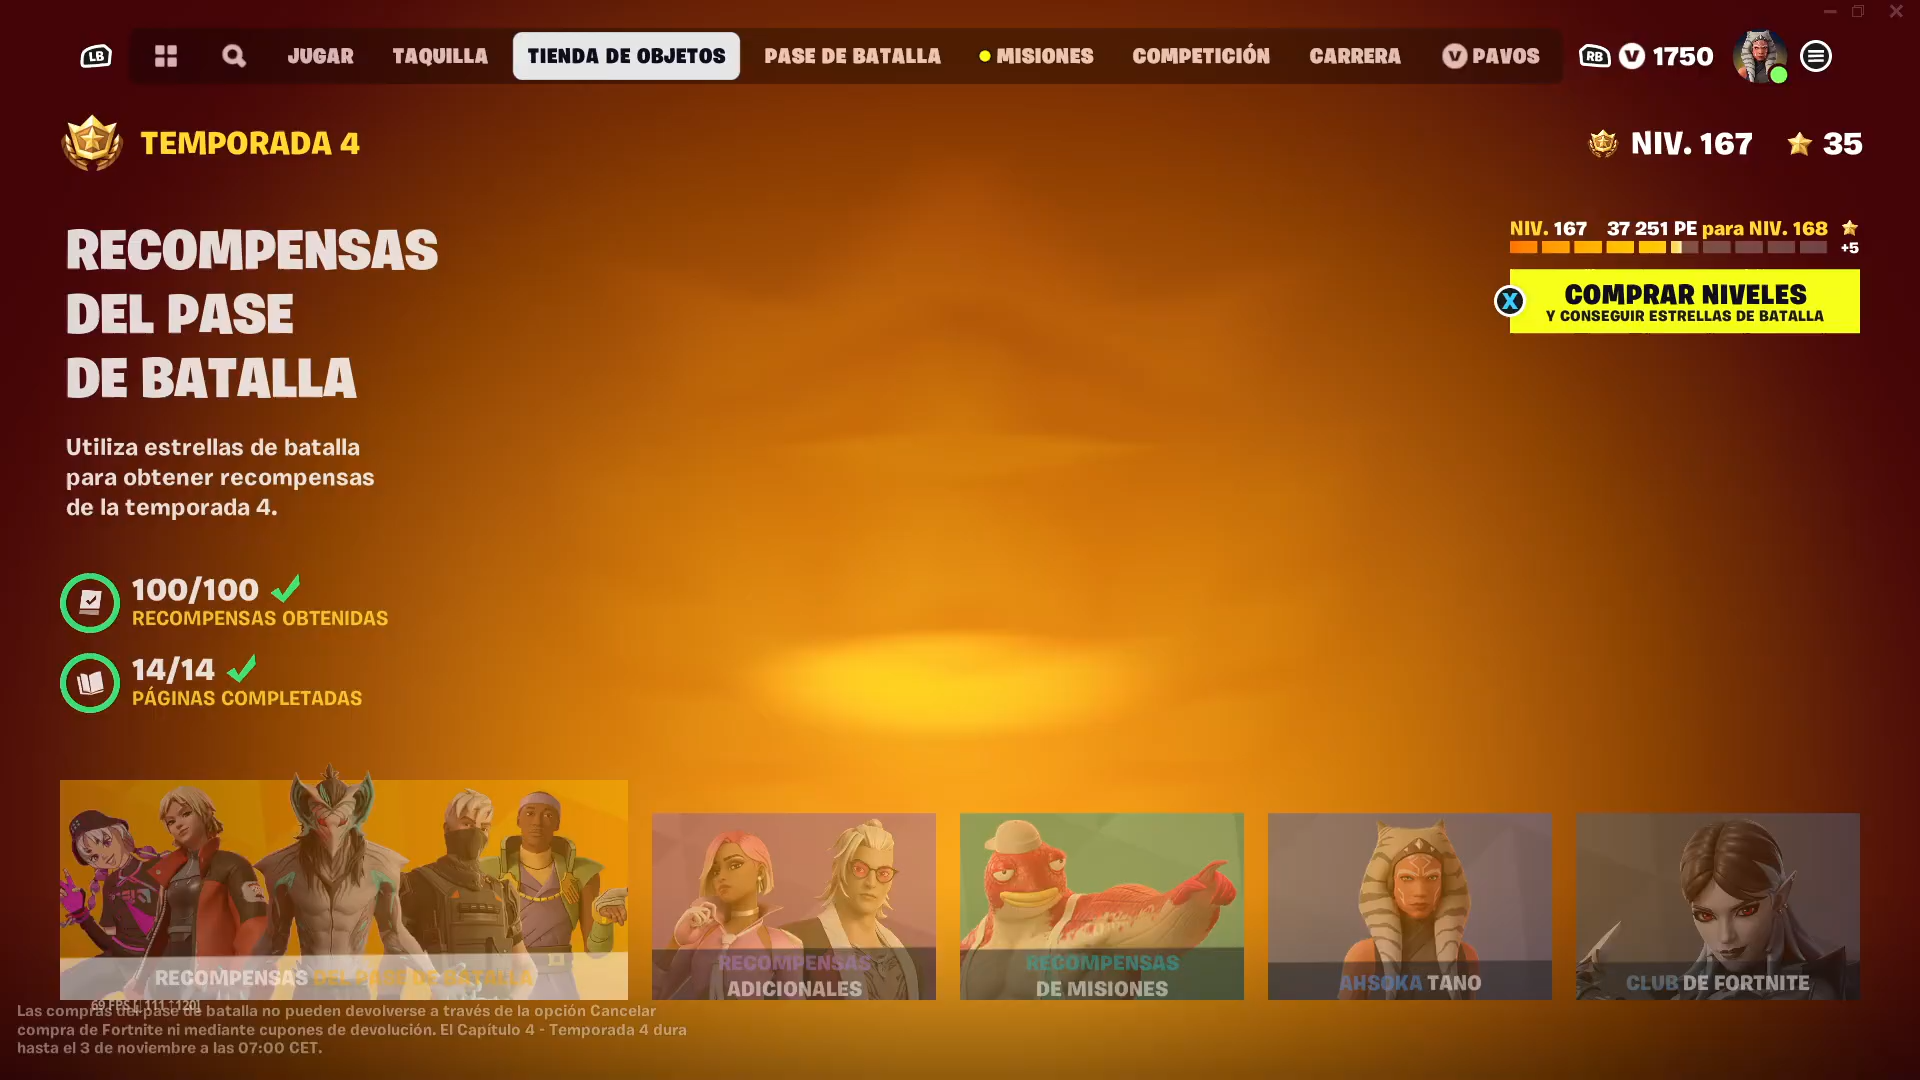 LB
JUGAR
TAQUILLA
TIENDA DE OBJETOS
PASE DE BATALLA
MISIONES
COMPETICIÓN
CARRERA
V PAVOS
RB
V 1750
TEMPORADA 4
NIV. 167
35
RECOMPENSAS
DEL PASE
DE BATALLA
NIV. 167 37 251 PE para NIV. 168
+5
X
COMPRAR NIVELES
Y CONSEGUIR ESTRELLAS DE BATALLA
Utiliza estrellas de batalla
para obtener recompensas
de la temporada 4.
100/100
RECOMPENSAS OBTENIDAS
14/14
PÁGINAS COMPLETADAS
RECOMPENSAS DEL PASE DE BATALLA
RECOMPENSAS
ADICIONALES
RECOMPENSAS
DE MISIONES
AHSOKA TANO
CLUB DE FORTNITE
Las compras del pase de batalla no pueden devolverse a través de la opción Cancelar
compra de Fortnite ni mediante cupones de devolución. El Capítulo 4 - Temporada 4 dura
hasta el 3 de noviembre a las 07:00 CET.